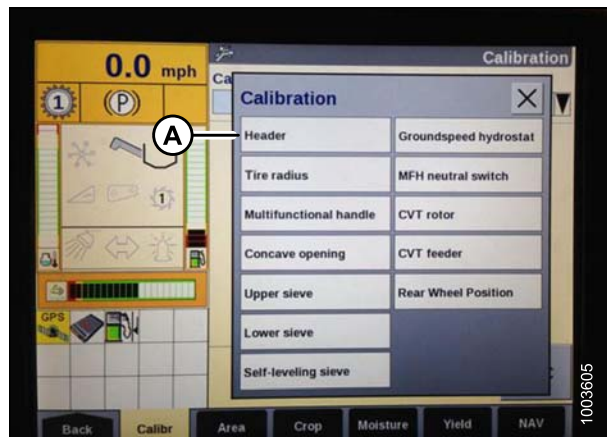 0.0 mph
Calibration
1
(P)
Ca
Calibration
A
Header
Groundspeed hydrostat
Tire radius
MFH neutral switch
Multifunctional handle
CVT rotor
Concave opening
CVT feeder
Upper sieve
Rear Wheel Position
Lower sieve
Self-leveling sieve
1
GPS
Back
Calibr
Area
Crop
Moisture
Yield
NAV
1003605